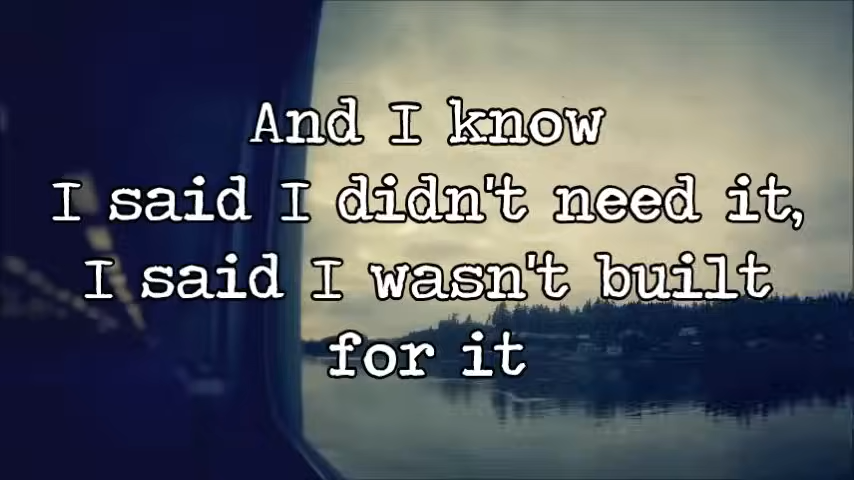 And I know
I said I didn't need it,
I said I wasn't built
for it